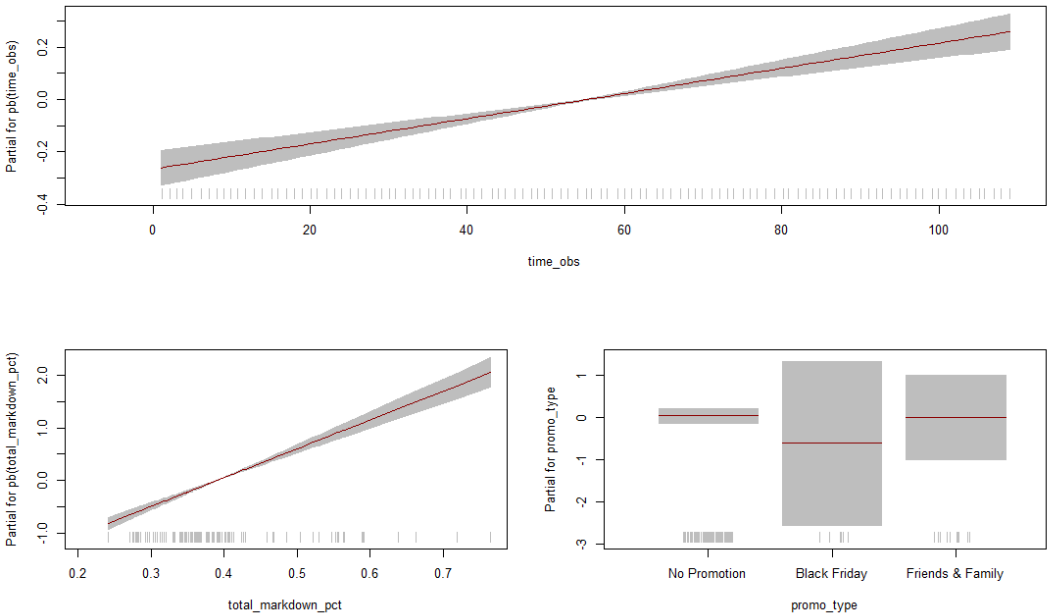 Partial for pb(time_obs)
0.2
0.0
-0.2
-0.4
0 20 40 60 80 100
time_obs
Partial for pb(total_markdown_pct)
2.0
1.0
0.0
-1.0
0.2 0.3 0.4 0.5 0.6 0.7
total_markdown_pct
Partial for promo_type
1
0
-1
-2
-3
No Promotion Black Friday Friends & Family
promo_type